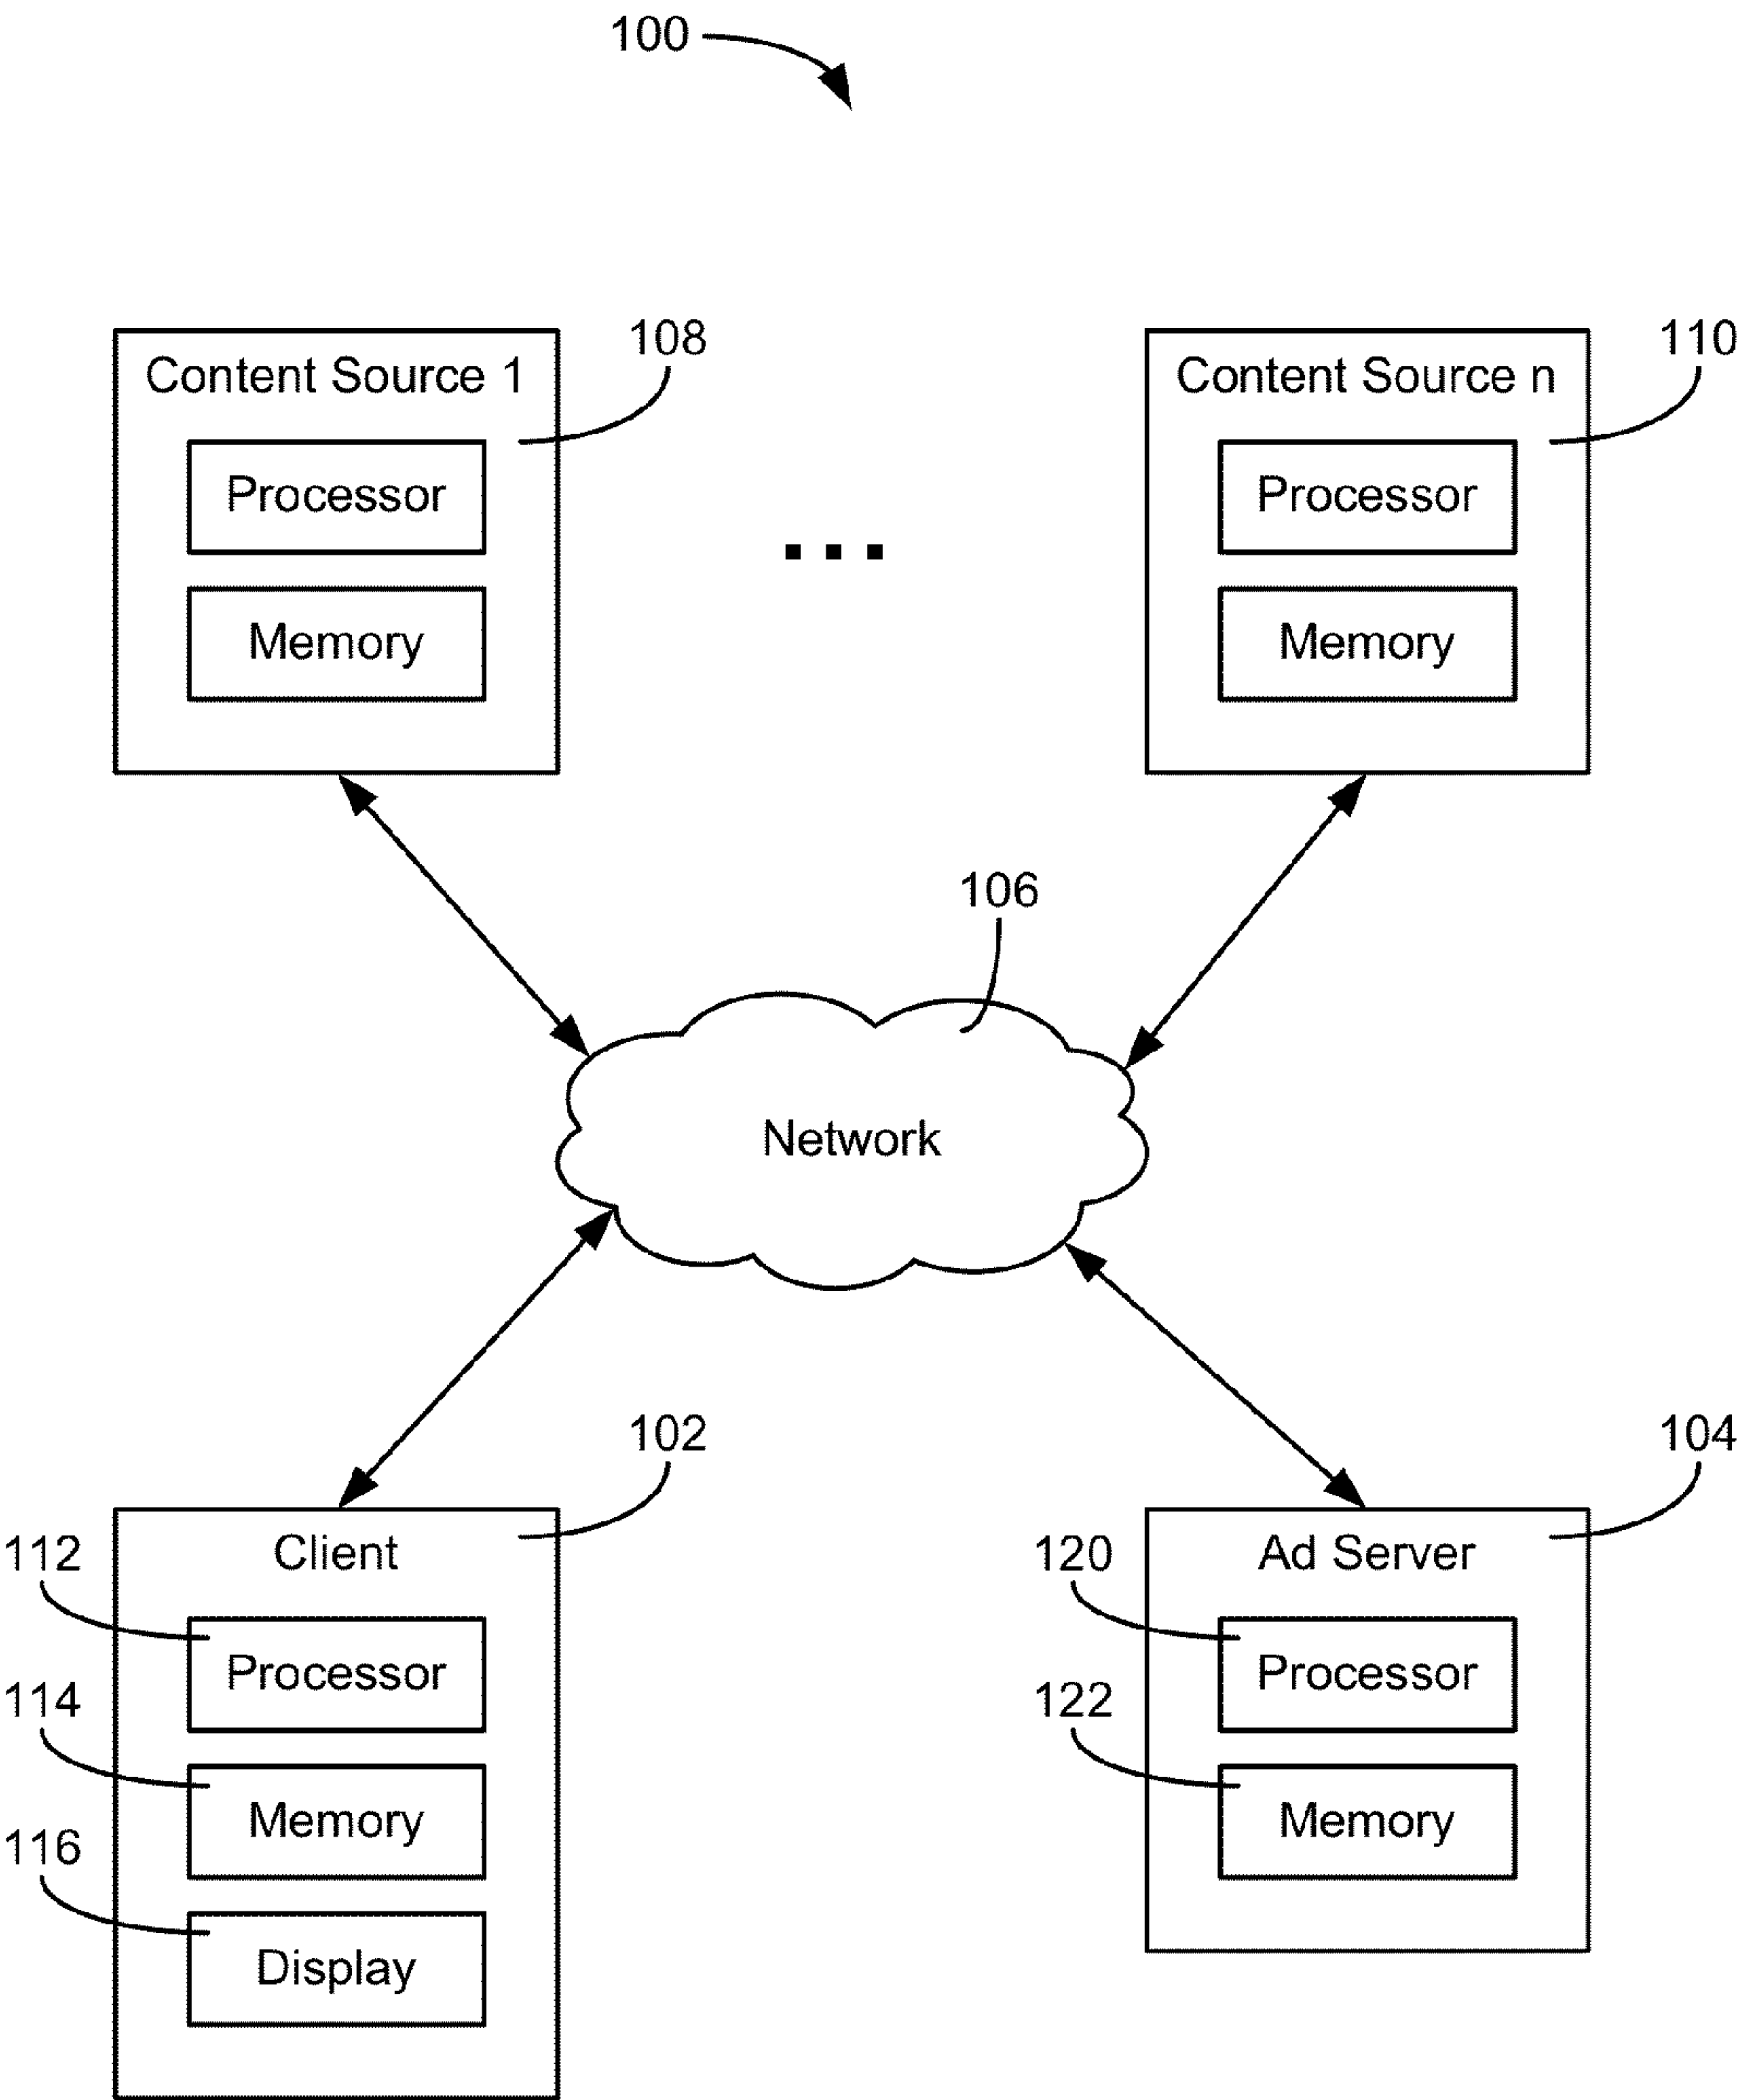 100
108
110
Content Source 1
Content Source n
Processor
Processor
...
Memory
Memory
106
Network
102
104
Client
Ad Server
112
120
Processor
Processor
114
122
Memory
Memory
116
Display